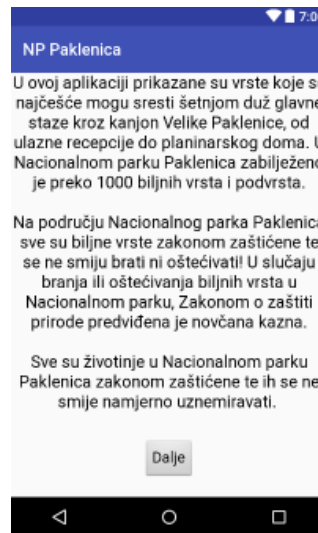 7:0
NP Paklenica
U ovoj aplikaciji prikazane su vrste koje s
najčešće mogu sresti šetnjom duž glavne
staze kroz kanjon Velike Paklenice, od
ulazne recepcije do planinarskog doma. U
Nacionalnom parku Paklenica zabilježeno
je preko 1000 biljnih vrsta i podvrsta.
Na području Nacionalnog parka Paklenica
sve su biljne vrste zakonom zaštićene te
se ne smiju brati ni oštećivati! U slučaju
branja ili oštećivanja biljnih vrsta u
Nacionalnom parku, Zakonom o zaštiti
prirode predviđena je novčana kazna.
Sve su životinje u Nacionalnom parku
Paklenica zakonom zaštićene te ih se ne
smije namjerno uznemiravati.
Dalje